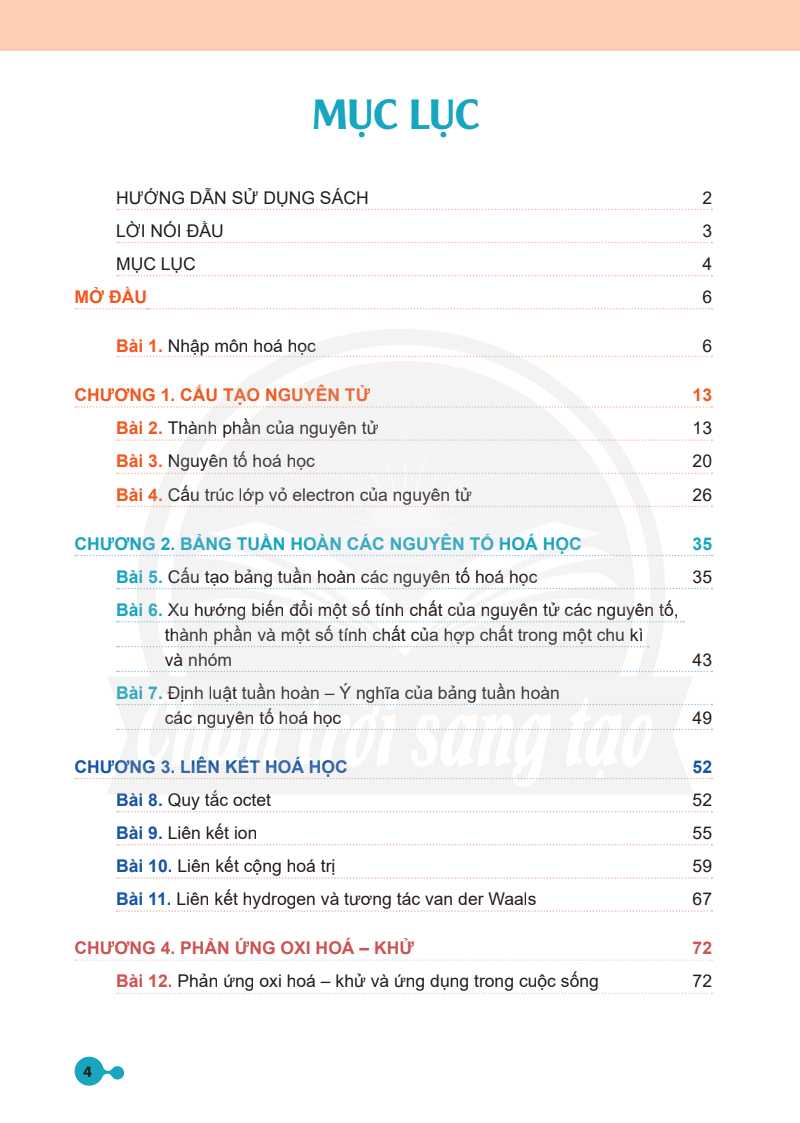 MỤC LỤC
HƯỚNG DẪN SỬ DỤNG SÁCH 2
LỜI NÓI ĐẦU 3
MỤC LỤC 4
MỞ ĐẦU 6
Bài 1. Nhập môn hoá học 6
CHƯƠNG 1. CẤU TẠO NGUYÊN TỬ 13
Bài 2. Thành phần của nguyên tử 13
Bài 3. Nguyên tố hoá học 20
Bài 4. Cấu trúc lớp vỏ electron của nguyên tử 26
CHƯƠNG 2. BẢNG TUẦN HOÀN CÁC NGUYÊN TỐ HOÁ HỌC 35
Bài 5. Cấu tạo bảng tuần hoàn các nguyên tố hoá học 35
Bài 6. Xu hướng biến đổi một số tính chất của nguyên tử các nguyên tố,
thành phần và một số tính chất của hợp chất trong một chu kì
và nhóm 43
Bài 7. Định luật tuần hoàn – Ý nghĩa của bảng tuần hoàn
các nguyên tố hoá học 49
Chân trời sáng tạo
CHƯƠNG 3. LIÊN KẾT HOÁ HỌC 52
Bài 8. Quy tắc octet 52
Bài 9. Liên kết ion 55
Bài 10. Liên kết cộng hoá trị 59
Bài 11. Liên kết hydrogen và tương tác van der Waals 67
CHƯƠNG 4. PHẢN ỨNG OXI HOÁ – KHỬ 72
Bài 12. Phản ứng oxi hoá – khử và ứng dụng trong cuộc sống 72
4